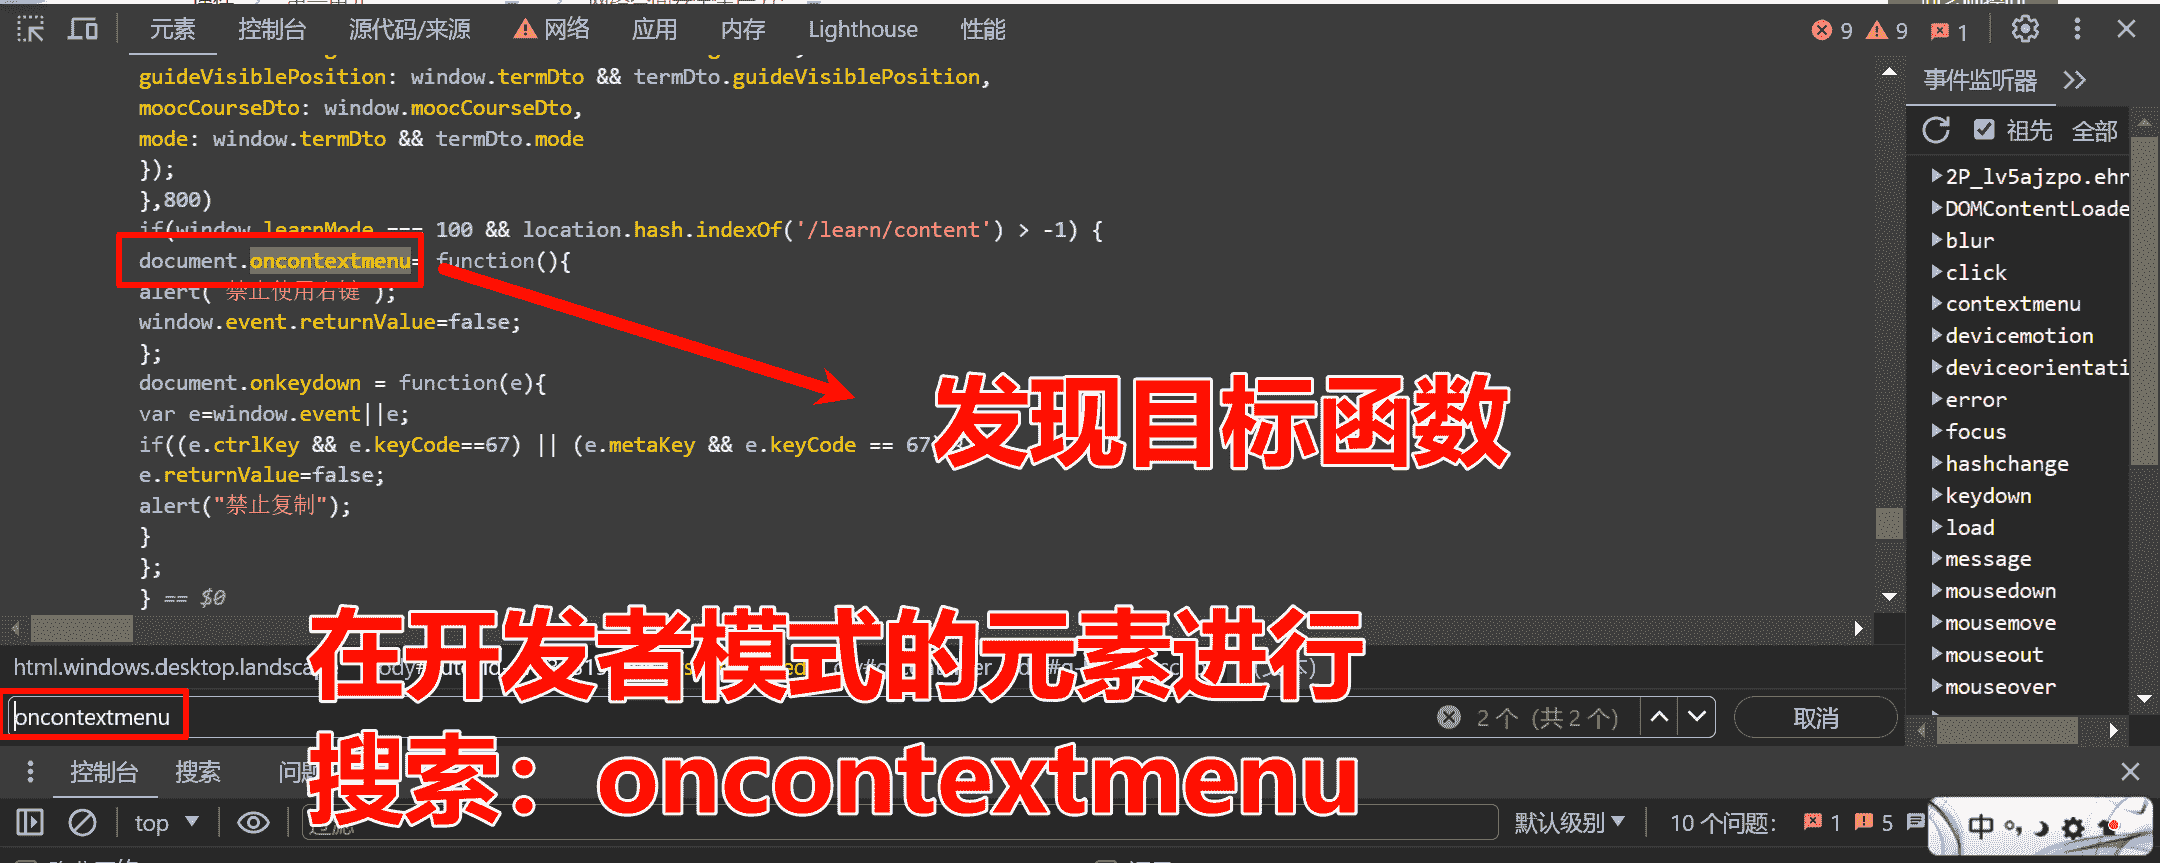 元素 控制台 源代码/来源 网络 应用 内存 Lighthouse 性能 9 9 1
guideVisiblePosition: window.termDto && termDto.guideVisiblePosition,
moocCourseDto: window.moocCourseDto,
mode: window.termDto && termDto.mode
});
},800)
if(window.learnMode === 100 && location.hash.indexOf('/learn/content') > -1) {
document.oncontextmenu= function(){
alert( 禁止使用右键 );
window.event.returnValue=false;
};
document.onkeydown = function(e){
var e=window.event||e;
if((e.ctrlKey && e.keyCode==67) || (e.metaKey && e.keyCode == 67
e.returnValue=false;
alert("禁止复制");
}
};
} == $0
发现目标函数
在开发者模式的元素进行
搜索：oncontextmenu
html.windows.desktop.landsca
oncontextmenu
2 个 (共 2 个) 取消
控制台 搜索 问题
top
默认级别 10 个问题: 1 5
中
事件监听器
祖先 全部
2P_lv5ajzpo.ehr
DOMContentLoade
blur
click
contextmenu
devicemotion
deviceorientati
error
focus
hashchange
keydown
load
message
mousedown
mousemove
mouseout
mouseover